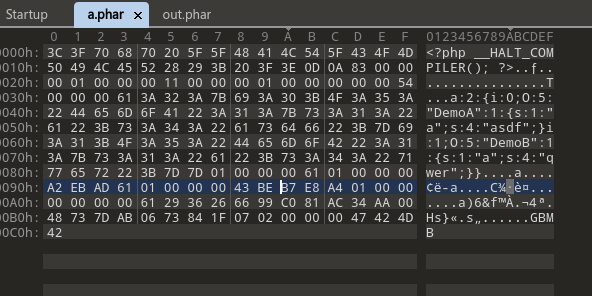 Startup a.phar × out.phar
0 1 2 3 4 5 6 7 8 9 A B C D E F 0123456789ABCDEF
0000h: 3C 3F 70 68 70 20 5F 5F 48 41 4C 54 5F 43 4F 4D <?php __HALT_COM
0010h: 50 49 4C 45 52 28 29 3B 20 3F 3E 0D 0A 83 00 00 PILER(); ?>..ƒ..
0020h: 00 01 00 00 00 11 00 00 00 01 00 00 00 00 00 54 ...............T
0030h: 00 00 00 61 3A 32 3A 7B 69 3A 30 3B 4F 3A 35 3A ...a:2:{i:0;O:5:
0040h: 22 44 65 6D 6F 41 22 3A 31 3A 7B 73 3A 31 3A 22 "DemoA":1:{s:1:"
0050h: 61 22 3B 73 3A 34 3A 22 61 73 64 66 22 3B 7D 69 a";s:4:"asdf";}i
0060h: 3A 31 3B 4F 3A 35 3A 22 44 65 6D 6F 42 22 3A 31 :1;O:5:"DemoB":1
0070h: 3A 7B 73 3A 31 3A 22 61 22 3B 73 3A 34 3A 22 71 :{s:1:"a";s:4:"q
0080h: 77 65 72 22 3B 7D 7D 01 00 00 00 61 01 00 00 00 wer";}}....a....
0090h: A2 EB AD 61 01 00 00 00 43 BE B7 E8 A4 01 00 00 ¢ë-a....C¾·è¤...
00A0h: 00 00 00 00 61 29 36 26 66 99 C0 81 AC 34 AA 00 ....a)6&f™À.¬4ª.
00B0h: 48 73 7D AB 06 73 84 1F 07 02 00 00 00 47 42 4D Hs}«.s„......GBM
00C0h: 42 B